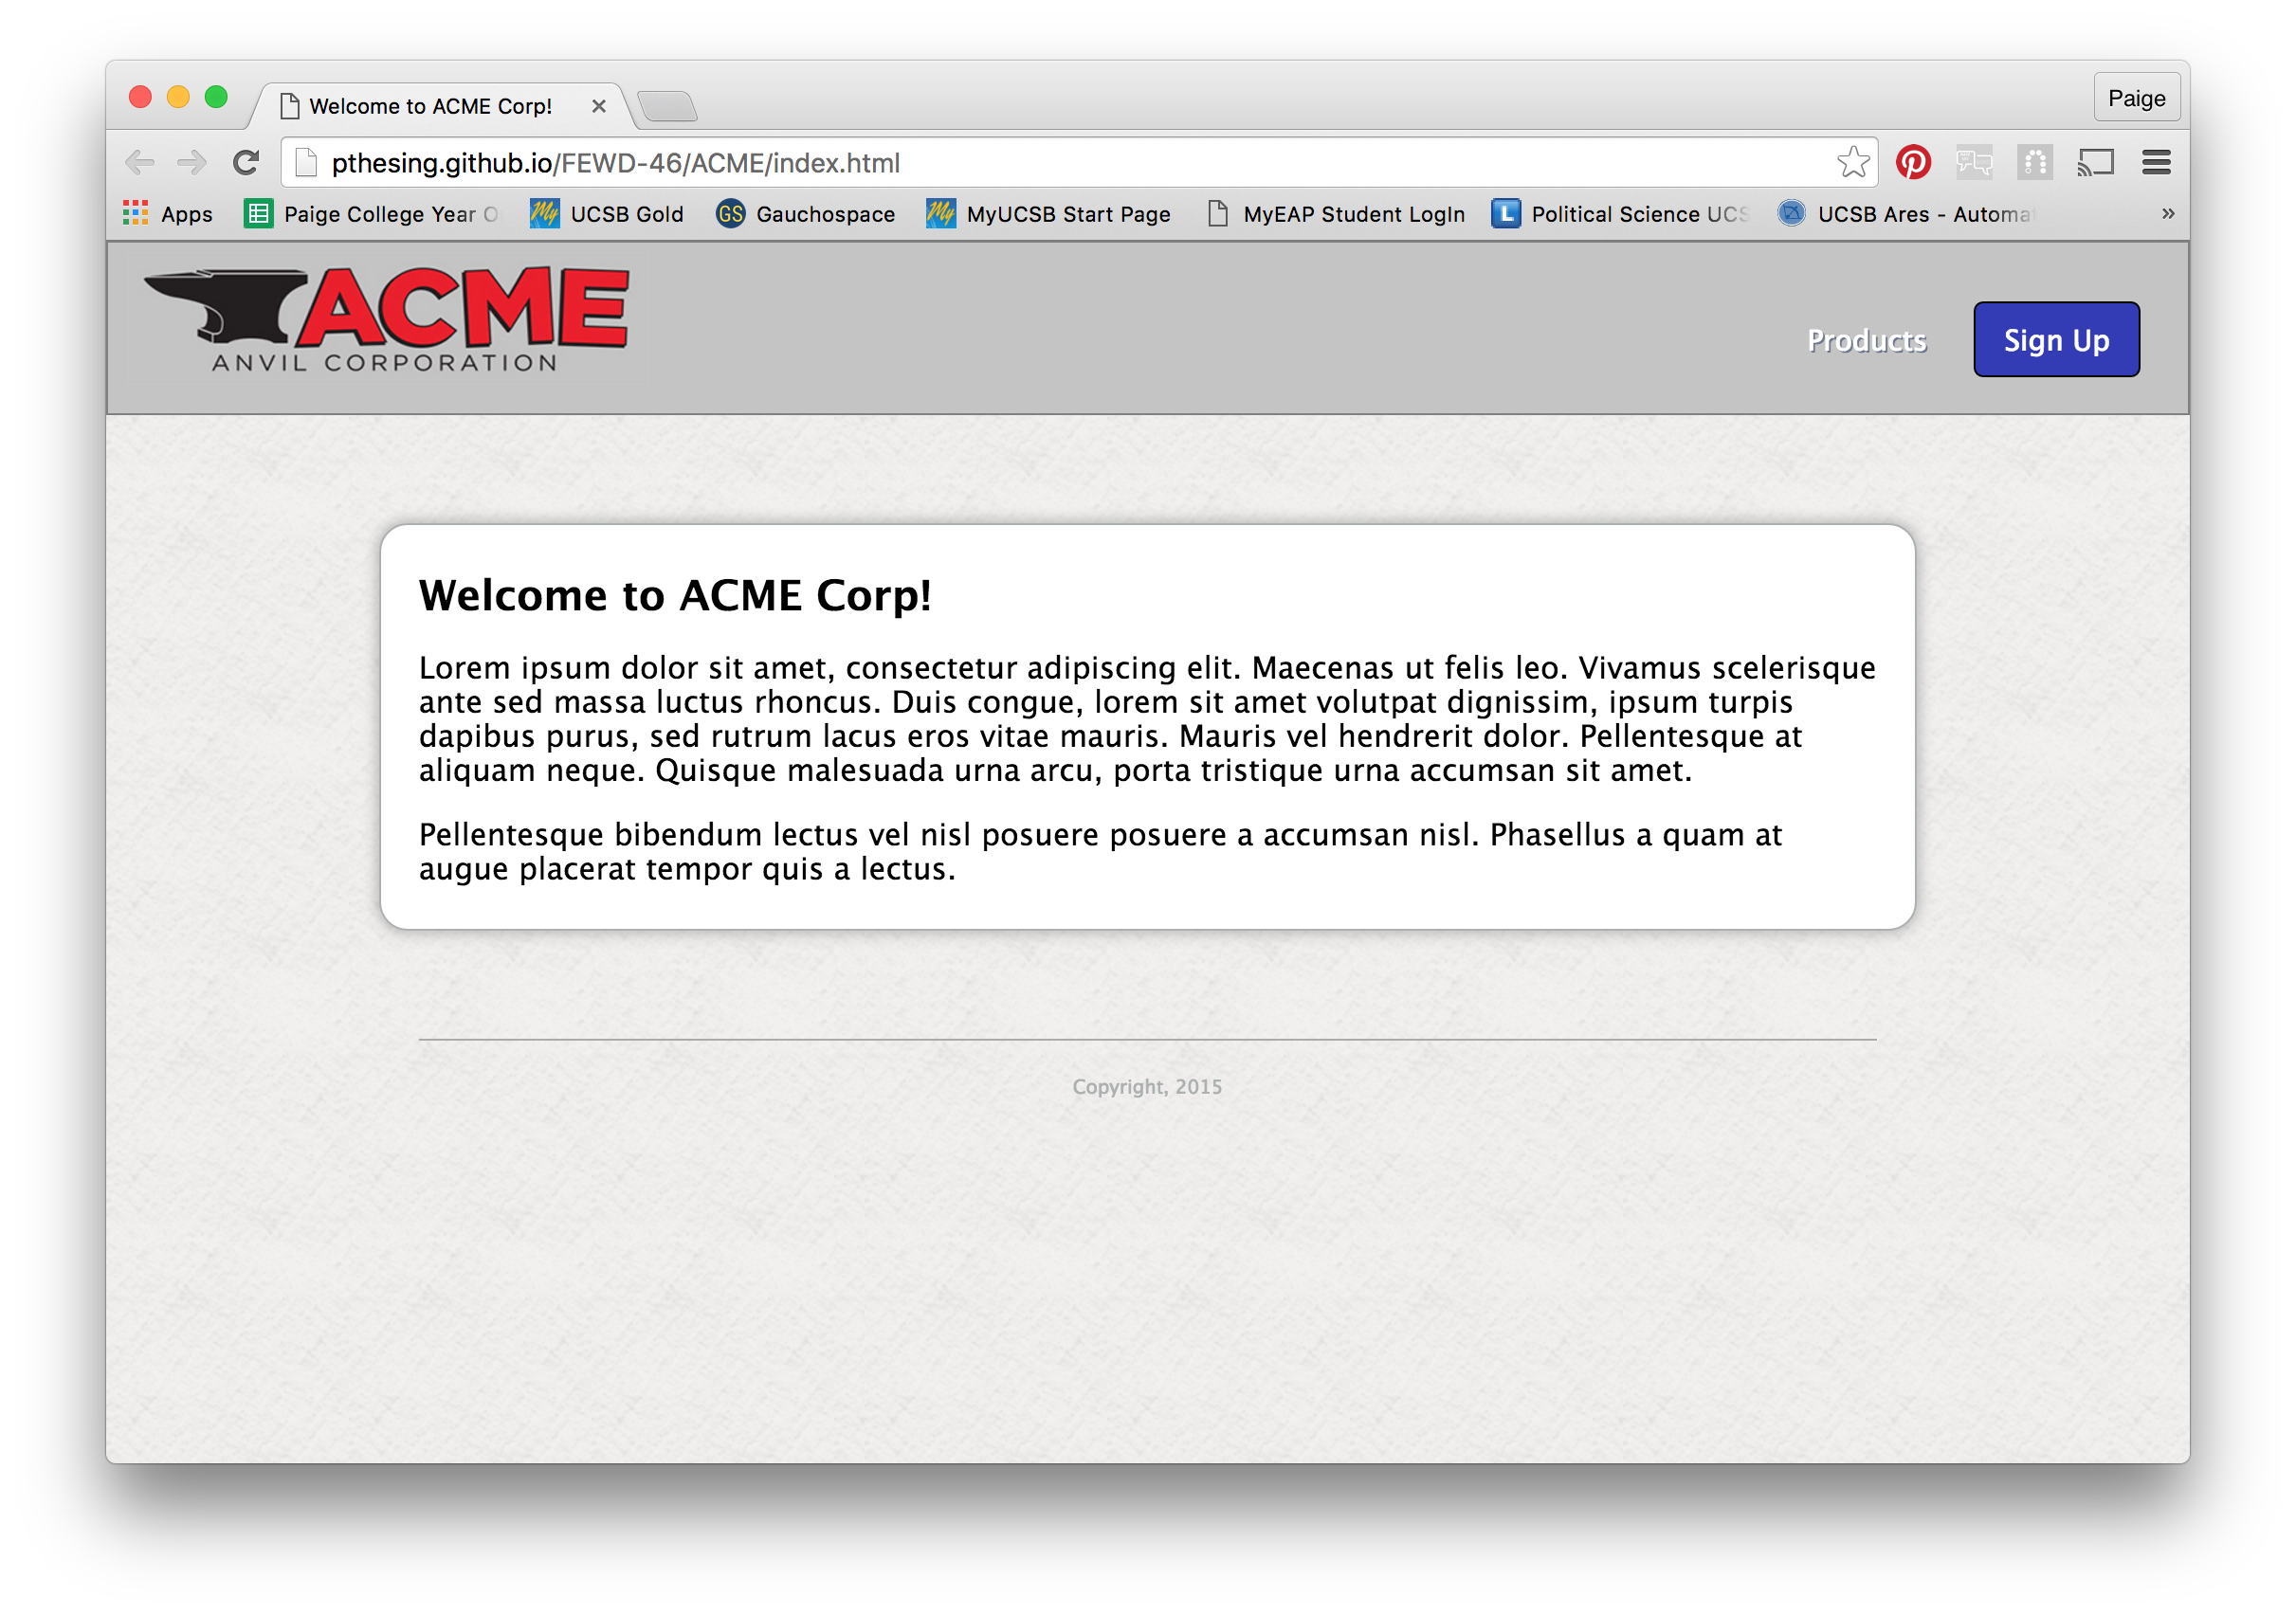 Welcome to ACME Corp!
Paige
pthesing.github.io/FEWD-46/ACME/index.html
Apps Paige College Year O UCSB Gold GS Gauchospace MyUCSB Start Page MyEAP Student LogIn L Political Science UCS UCSB Ares - Automa »
ACME
ANVIL CORPORATION
Products Sign Up
Welcome to ACME Corp!
Lorem ipsum dolor sit amet, consectetur adipiscing elit. Maecenas ut felis leo. Vivamus scelerisque
ante sed massa luctus rhoncus. Duis congue, lorem sit amet volutpat dignissim, ipsum turpis
dapibus purus, sed rutrum lacus eros vitae mauris. Mauris vel hendrerit dolor. Pellentesque at
aliquam neque. Quisque malesuada urna arcu, porta tristique urna accumsan sit amet.
Pellentesque bibendum lectus vel nisl posuere posuere a accumsan nisl. Phasellus a quam at
augue placerat tempor quis a lectus.
Copyright, 2015